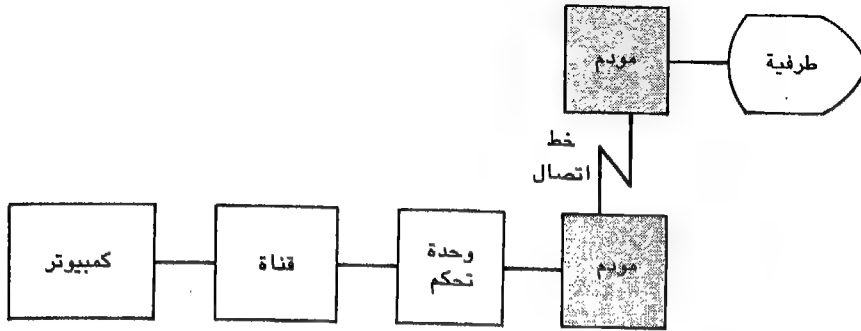 طرفية
مودم
خط
اتصال
كمبيوتر
قناة
وحدة
تحكم
مودم